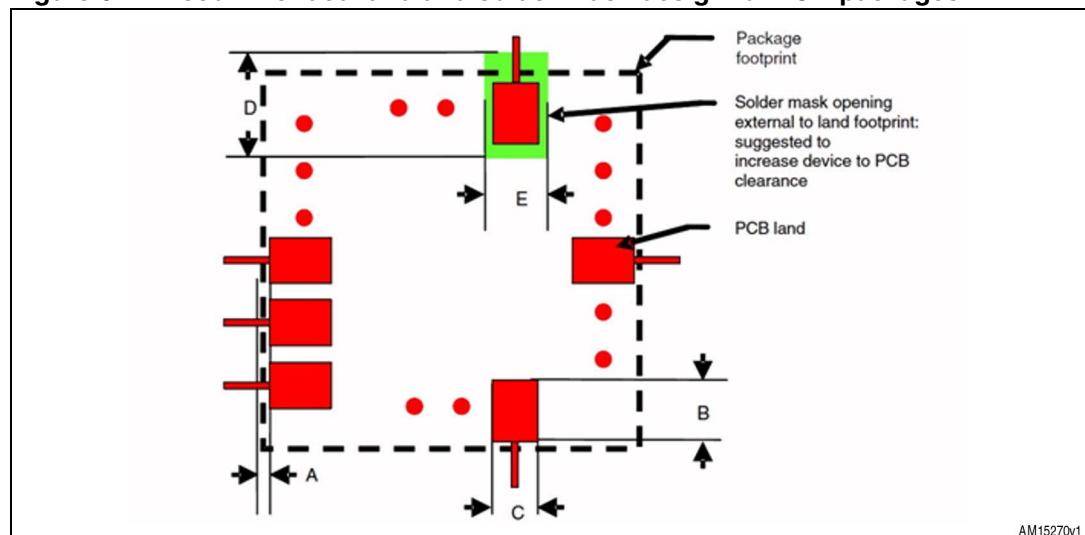 Package
footprint
D
Solder mask opening
external to land footprint:
suggested to
increase device to PCB
clearance
E
PCB land
B
A
C
AM15270v1